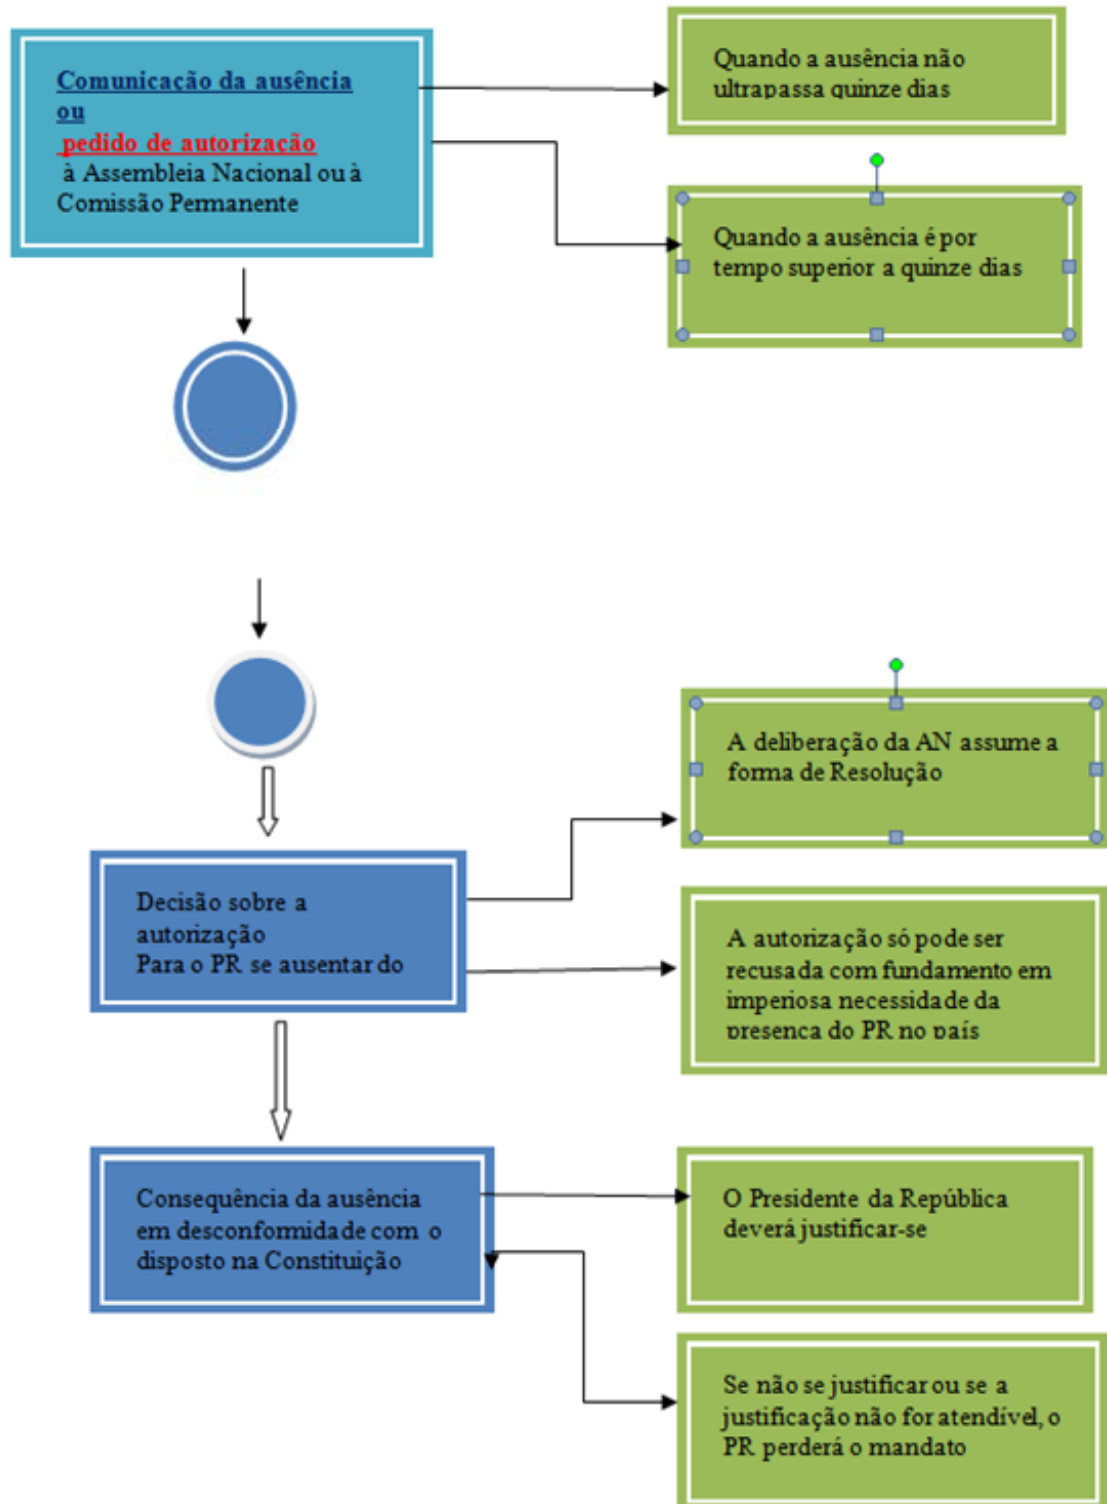 Comunicação da ausência
ou
pedido de autorização
à Assembleia Nacional ou à
Comissão Permanente
Quando a ausência não
ultrapassa quinze dias
Quando a ausência é por
tempo superior a quinze dias
A deliberação da AN assume a
forma de Resolução
Decisão sobre a
autorização
Para o PR se ausentar do
A autorização só pode ser
recusada com fundamento em
imperiosa necessidade da
presença do PR no país
Consequência da ausência
em desconformidade com o
disposto na Constituição
O Presidente da República
deverá justificar-se
Se não se justificar ou se a
justificação não for atendível, o
PR perderá o mandato